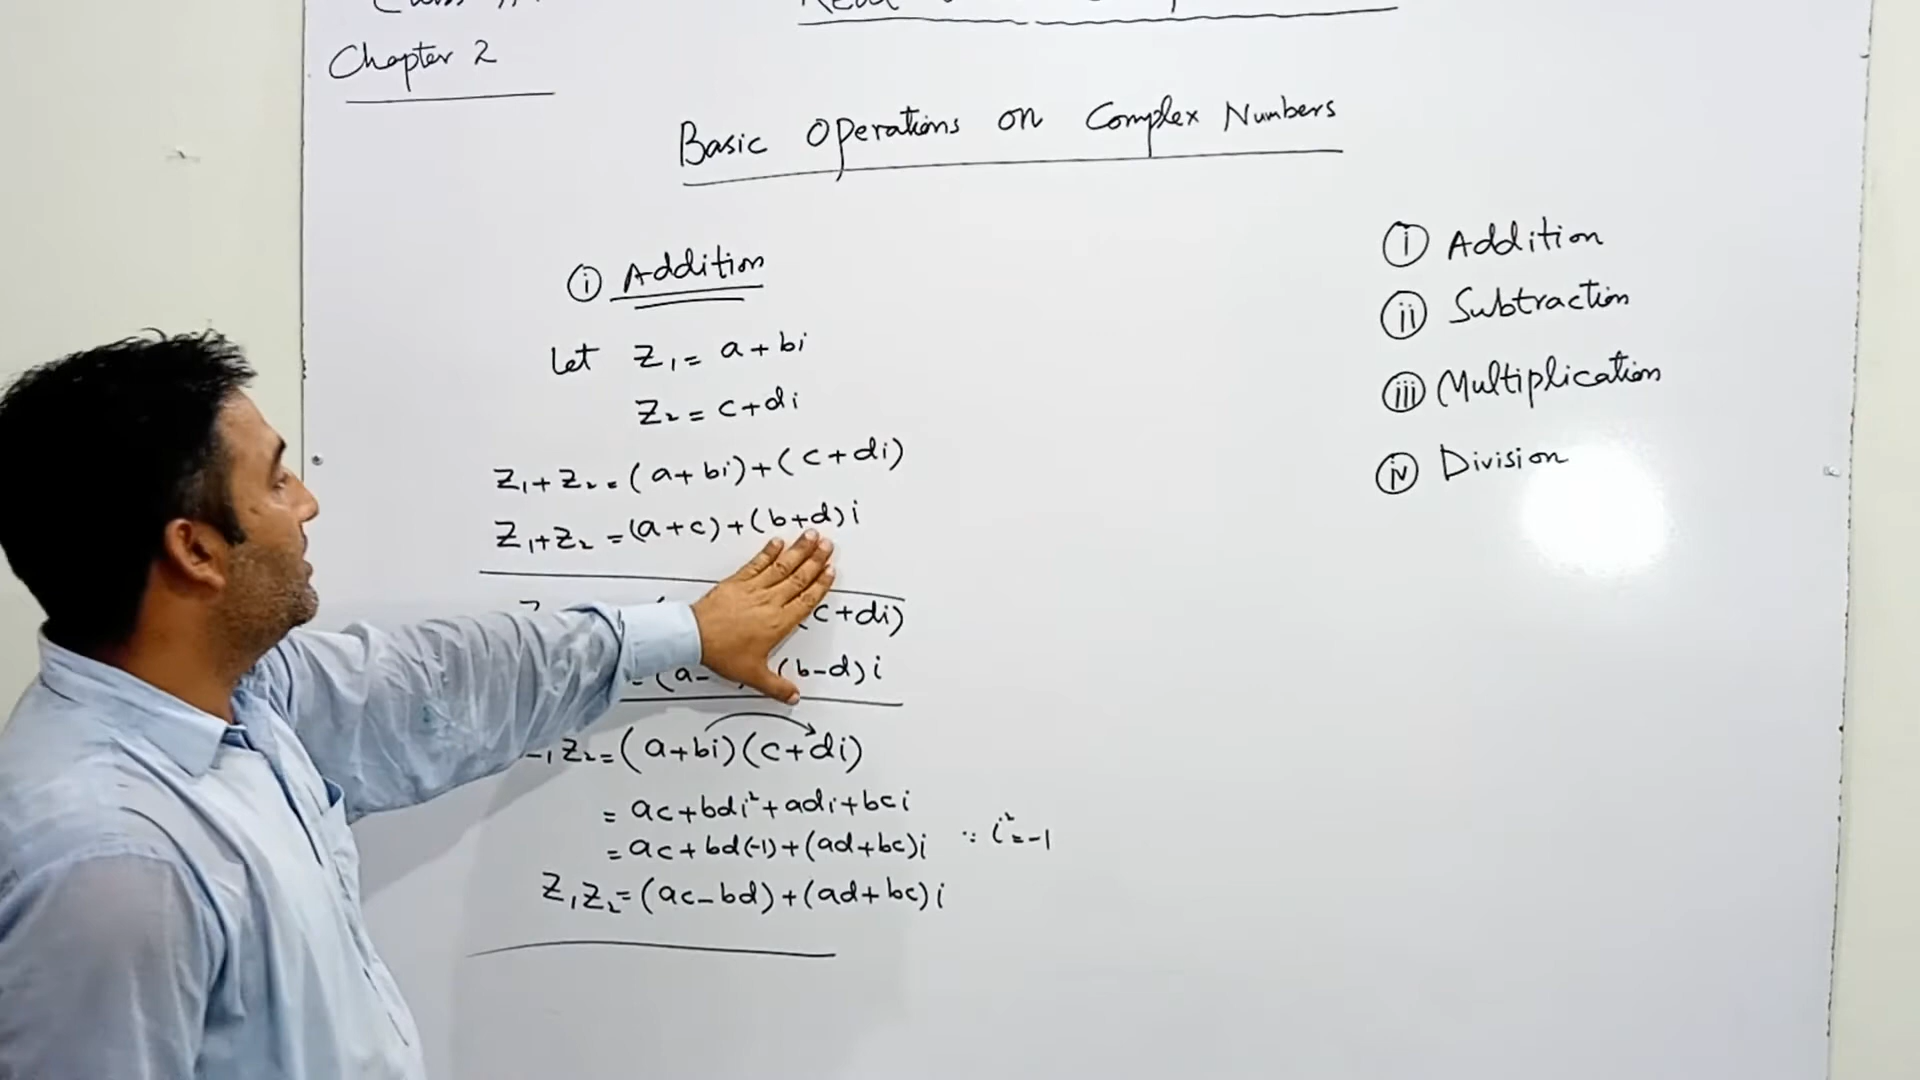 Chapter 2
Basic Operations on Complex Numbers
(i) Addition
Let Z₁ = a + bi
Z₂ = c + di
Z₁ + Z₂ = (a + bi) + (c + di)
Z₁ + Z₂ = (a + c) + (b + d) i
c + di)
= (a - (b - d) i
Z₂ = (a + bi) (c + di)
= ac + bdi² + adi + bci
= ac + bd(-1) + (ad + bc) i ∵ i² = -1
Z₁ Z₂ = (ac - bd) + (ad + bc) i
(i) Addition
(ii) Subtraction
(iii) Multiplication
(iv) Division